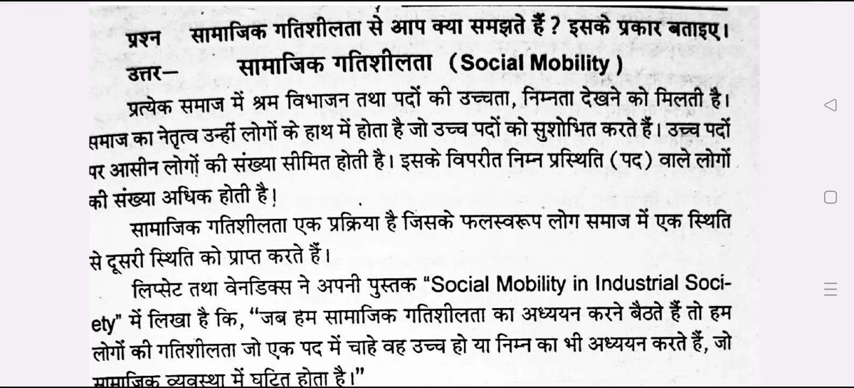 प्रश्न सामाजिक गतिशीलता से आप क्या समझते हैं? इसके प्रकार बताइए।
उत्तर– सामाजिक गतिशीलता (Social Mobility)
प्रत्येक समाज में श्रम विभाजन तथा पदों की उच्चता, निम्नता देखने को मिलती है।
समाज का नेतृत्व उन्हीं लोगों के हाथ में होता है जो उच्च पदों को सुशोभित करते हैं। उच्च पदों
पर आसीन लोगों की संख्या सीमित होती है। इसके विपरीत निम्न प्रस्थिति (पद) वाले लोगों
की संख्या अधिक होती है!
सामाजिक गतिशीलता एक प्रक्रिया है जिसके फलस्वरूप लोग समाज में एक स्थिति
से दूसरी स्थिति को प्राप्त करते हैं।
लिप्सेट तथा वेनडिक्स ने अपनी पुस्तक “Social Mobility in Industrial Soci-
ety” में लिखा है कि, “जब हम सामाजिक गतिशीलता का अध्ययन करने बैठते हैं तो हम
लोगों की गतिशीलता जो एक पद में चाहे वह उच्च हो या निम्न का भी अध्ययन करते हैं, जो
सामाजिक व्यवस्था में घटित होता है।”